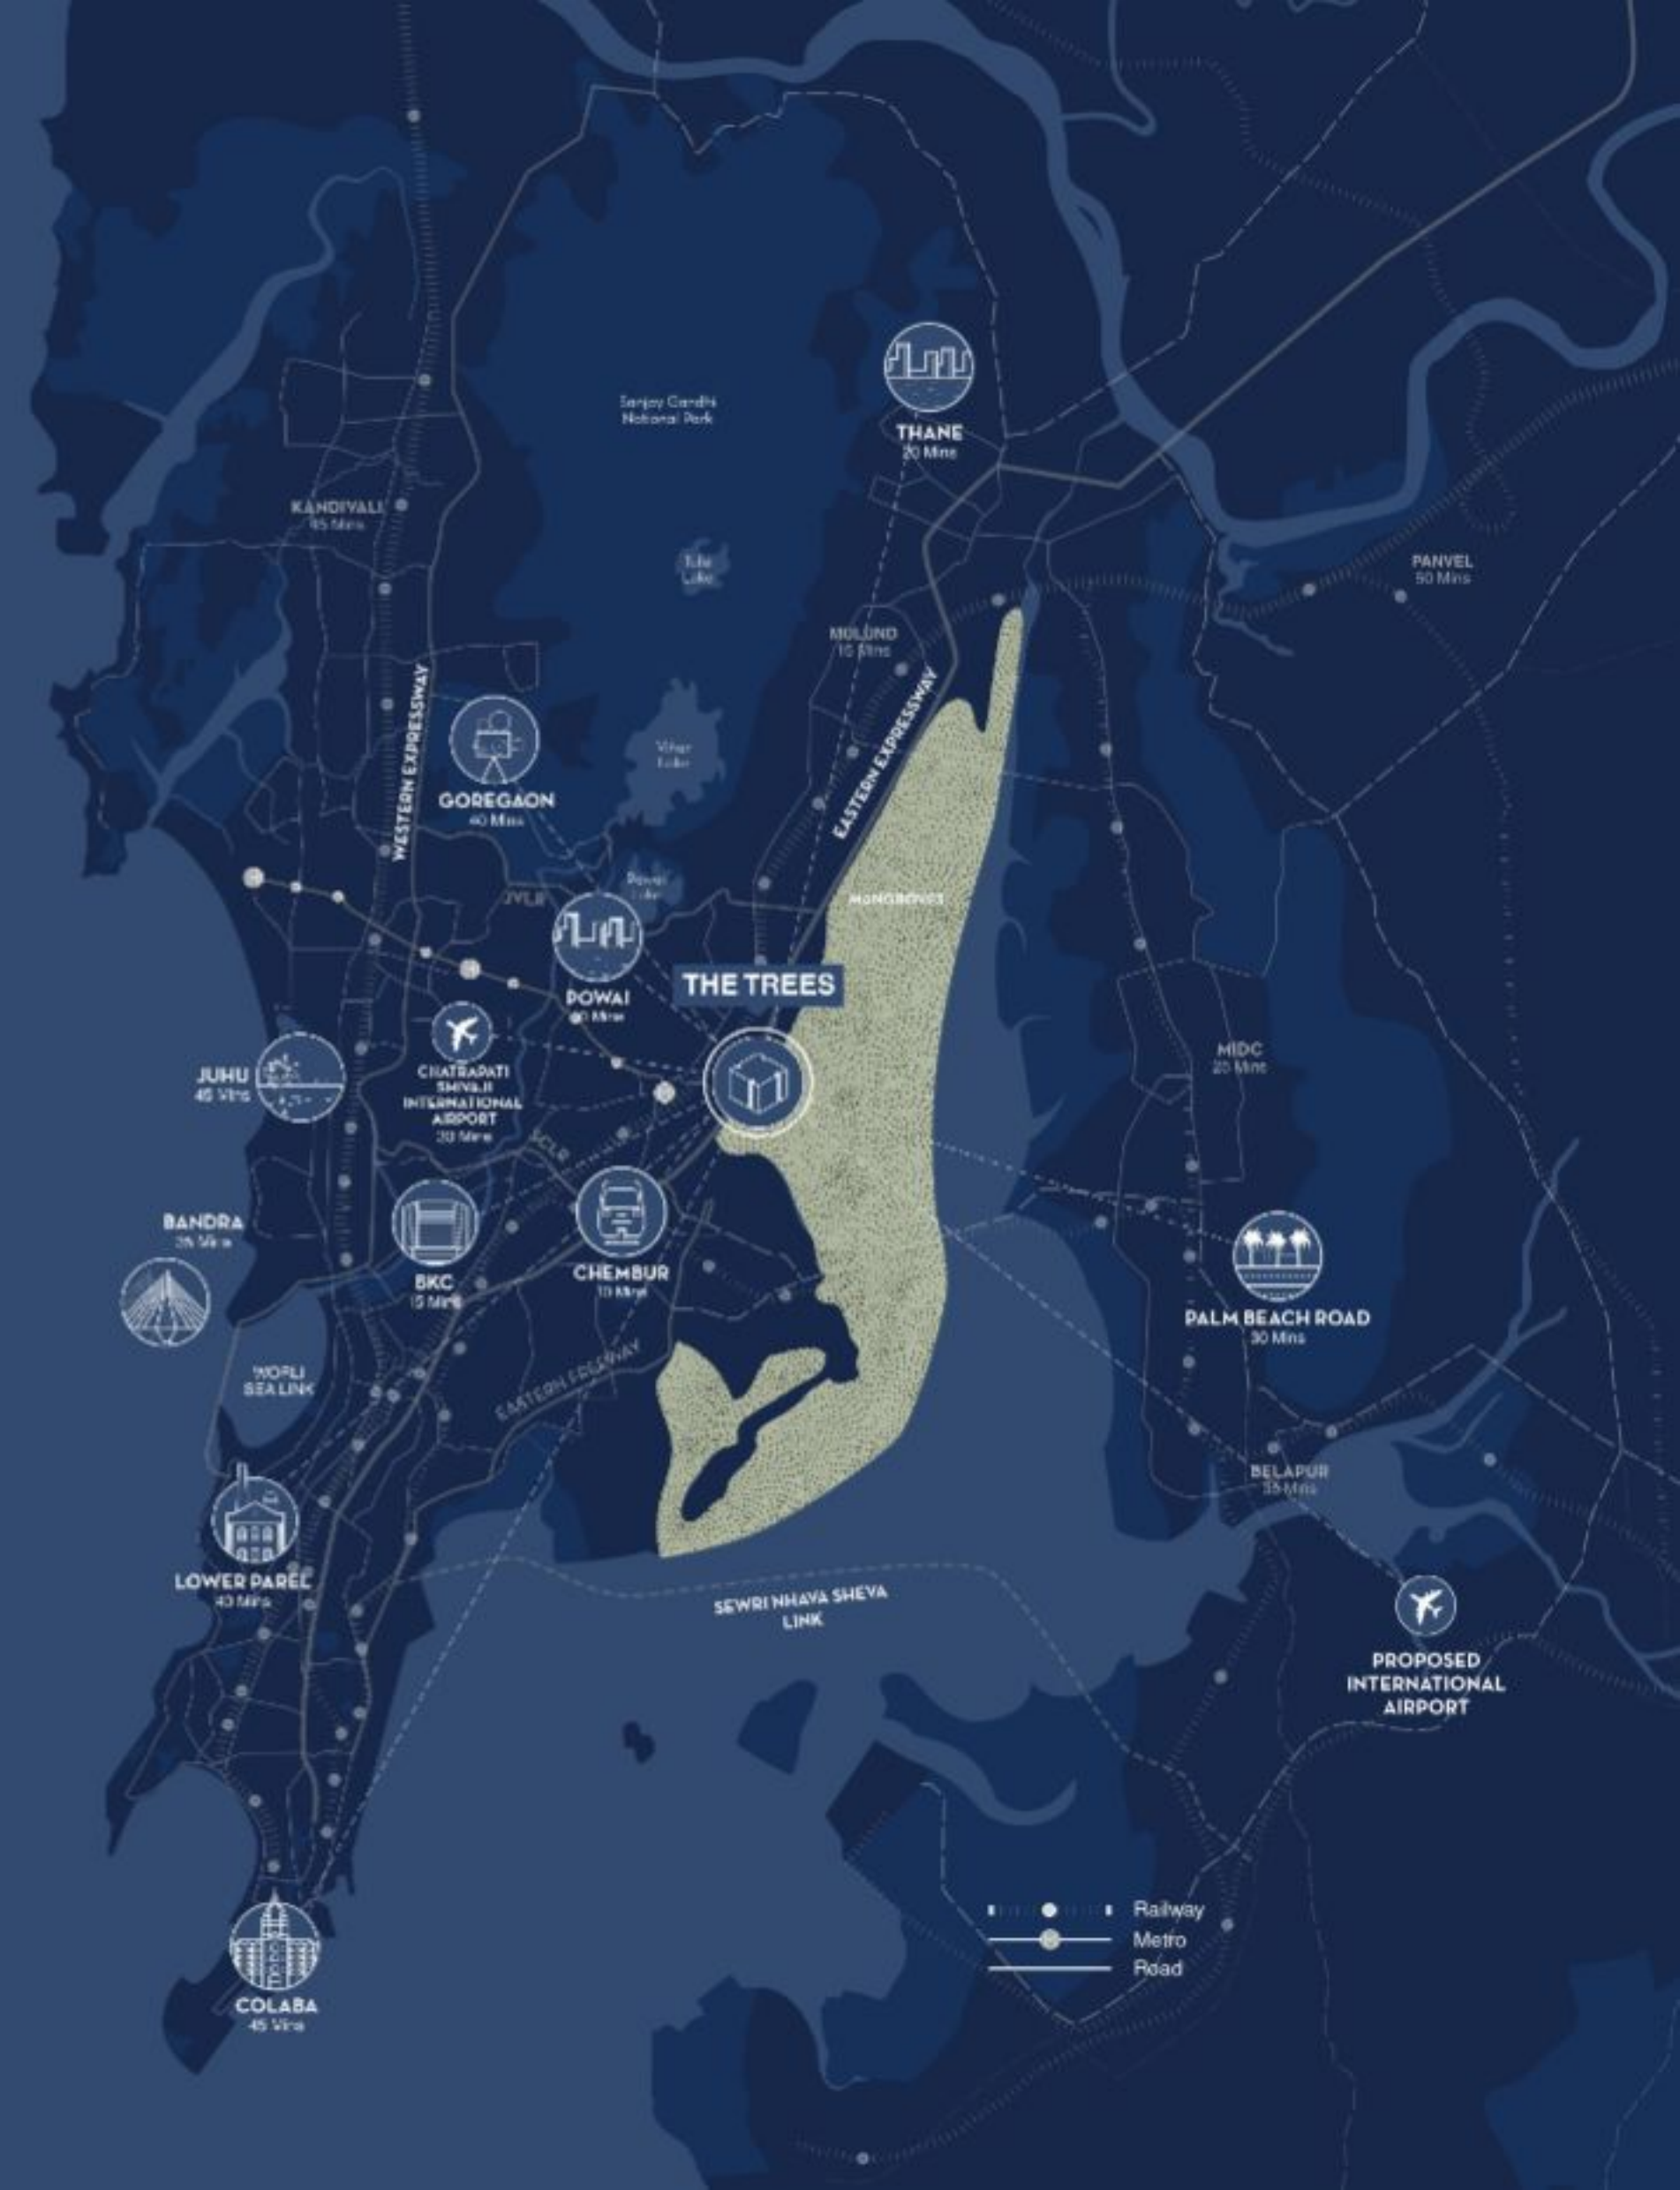 Sanjay Gandhi
National Park
THANE
20 Mins
KANDIVALI
45 Mins
Tulsi
Lake
PANVEL
50 Mins
MULUND
15 Mins
WESTERN EXPRESSWAY
EASTERN EXPRESSWAY
GOREGAON
40 Mins
Vihar
Lake
Powai
Lake
JVLR
MANGROVES
THE TREES
POWAI
Mins
CHATRAPATI
SHIVAJI
INTERNATIONAL
AIRPORT
20 Mins
JUHU
45 Mins
MIDC
25 Mins
SCLR
BANDRA
Mins
BKC
15 Mins
CHEMBUR
10 Mins
PALM BEACH ROAD
30 Mins
WORLI
SEA LINK
EASTERN FREEWAY
BELAPUR
35 Mins
LOWER PAREL
40 Mins
SEWRI NHAVA SHEVA
LINK
PROPOSED
INTERNATIONAL
AIRPORT
Railway
Metro
Road
COLABA
45 Mins